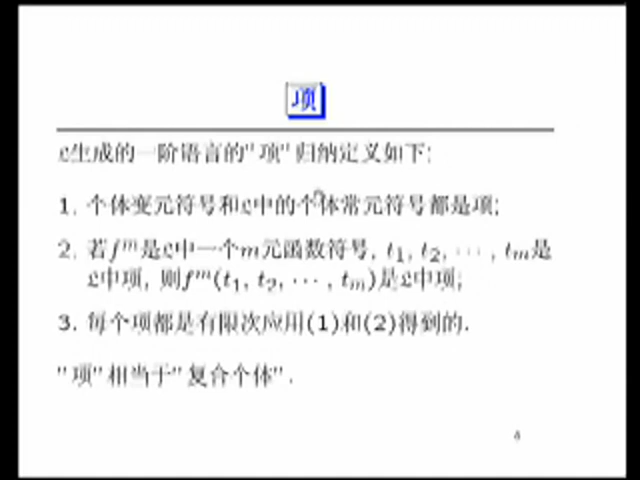 项
𝔏生成的一阶语言的"项"归纳定义如下:
1. 个体变元符号和𝔏中的个体常元符号都是项;
2. 若fᵐ是𝔏中一个m元函数符号, t₁, t₂, ⋯ , tₘ是
𝔏中项, 则fᵐ(t₁, t₂, ⋯ , tₘ)是𝔏中项;
3. 每个项都是有限次应用(1)和(2)得到的.
"项"相当于"复合个体".